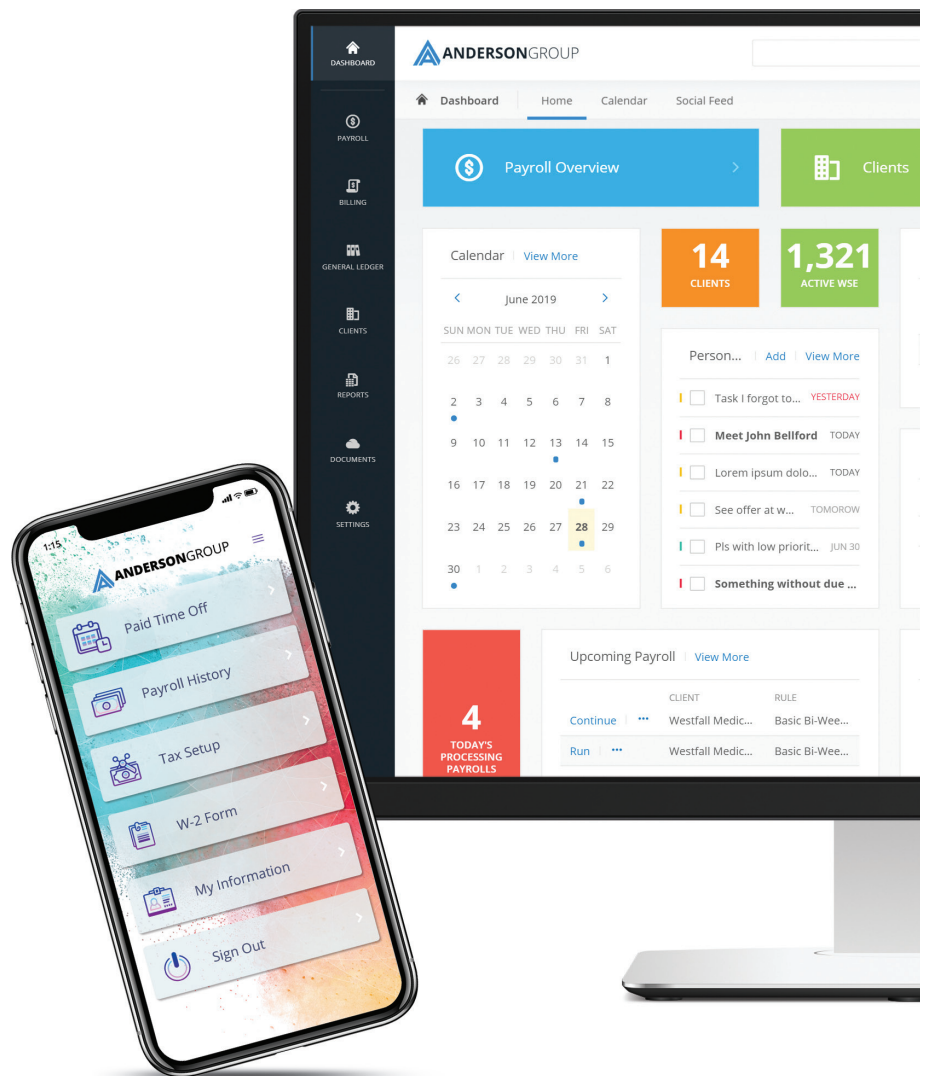 DASHBOARD
PAYROLL
BILLING
GENERAL LEDGER
CLIENTS
REPORTS
DOCUMENTS
SETTINGS
ANDERSONGROUP
Dashboard Home Calendar Social Feed
Payroll Overview
Clients
Calendar View More
June 2019
SUN MON TUE WED THU FRI SAT
26 27 28 29 30 31 1
2 3 4 5 6 7 8
9 10 11 12 13 14 15
16 17 18 19 20 21 22
23 24 25 26 27 28 29
30 1 2 3 4 5 6
14
CLIENTS
1,321
ACTIVE WSE
Person... Add View More
Task I forgot to... YESTERDAY
Meet John Bellford TODAY
Lorem ipsum dolo... TODAY
See offer at w... TOMOROW
Pls with low priorit... JUN 30
Something without due ...
4
TODAY'S
PROCESSING
PAYROLLS
Upcoming Payroll View More
CLIENT RULE
Continue ... Westfall Medic... Basic Bi-Wee...
Run ... Westfall Medic... Basic Bi-Wee...
1:15
ANDERSONGROUP
Paid Time Off
Payroll History
Tax Setup
W-2 Form
My Information
Sign Out